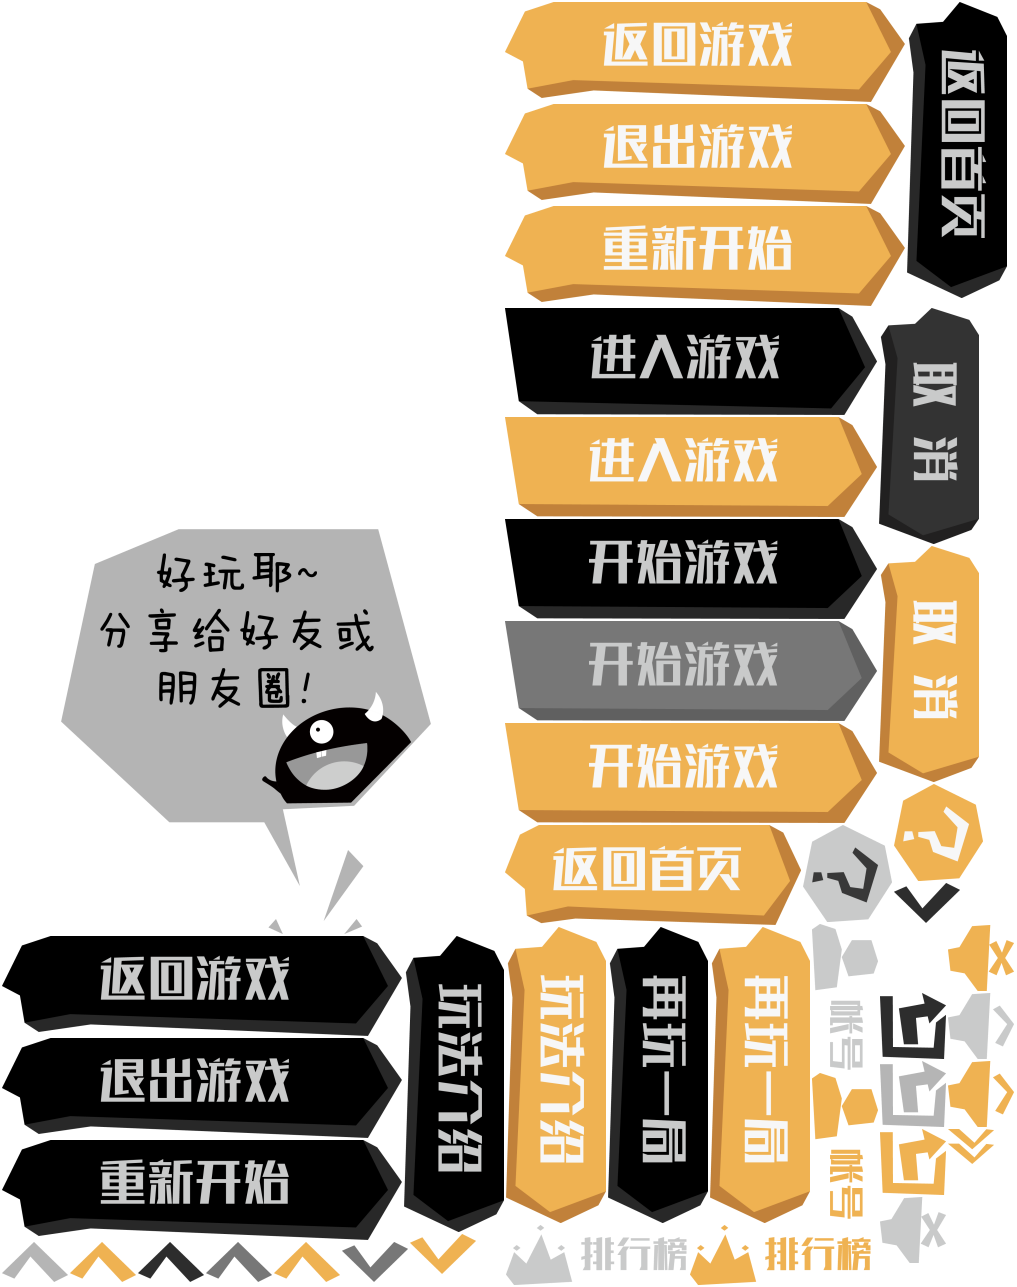 返回游戏
退出游戏
重新开始
返回首页
进入游戏
进入游戏
取消
开始游戏
开始游戏
开始游戏
取消
好玩耶~
分享给好友或
朋友圈!
返回首页
?
?
返回游戏
退出游戏
重新开始
玩法介绍
玩法介绍
再玩一局
再玩一局
帐号
帐号
排行榜
排行榜